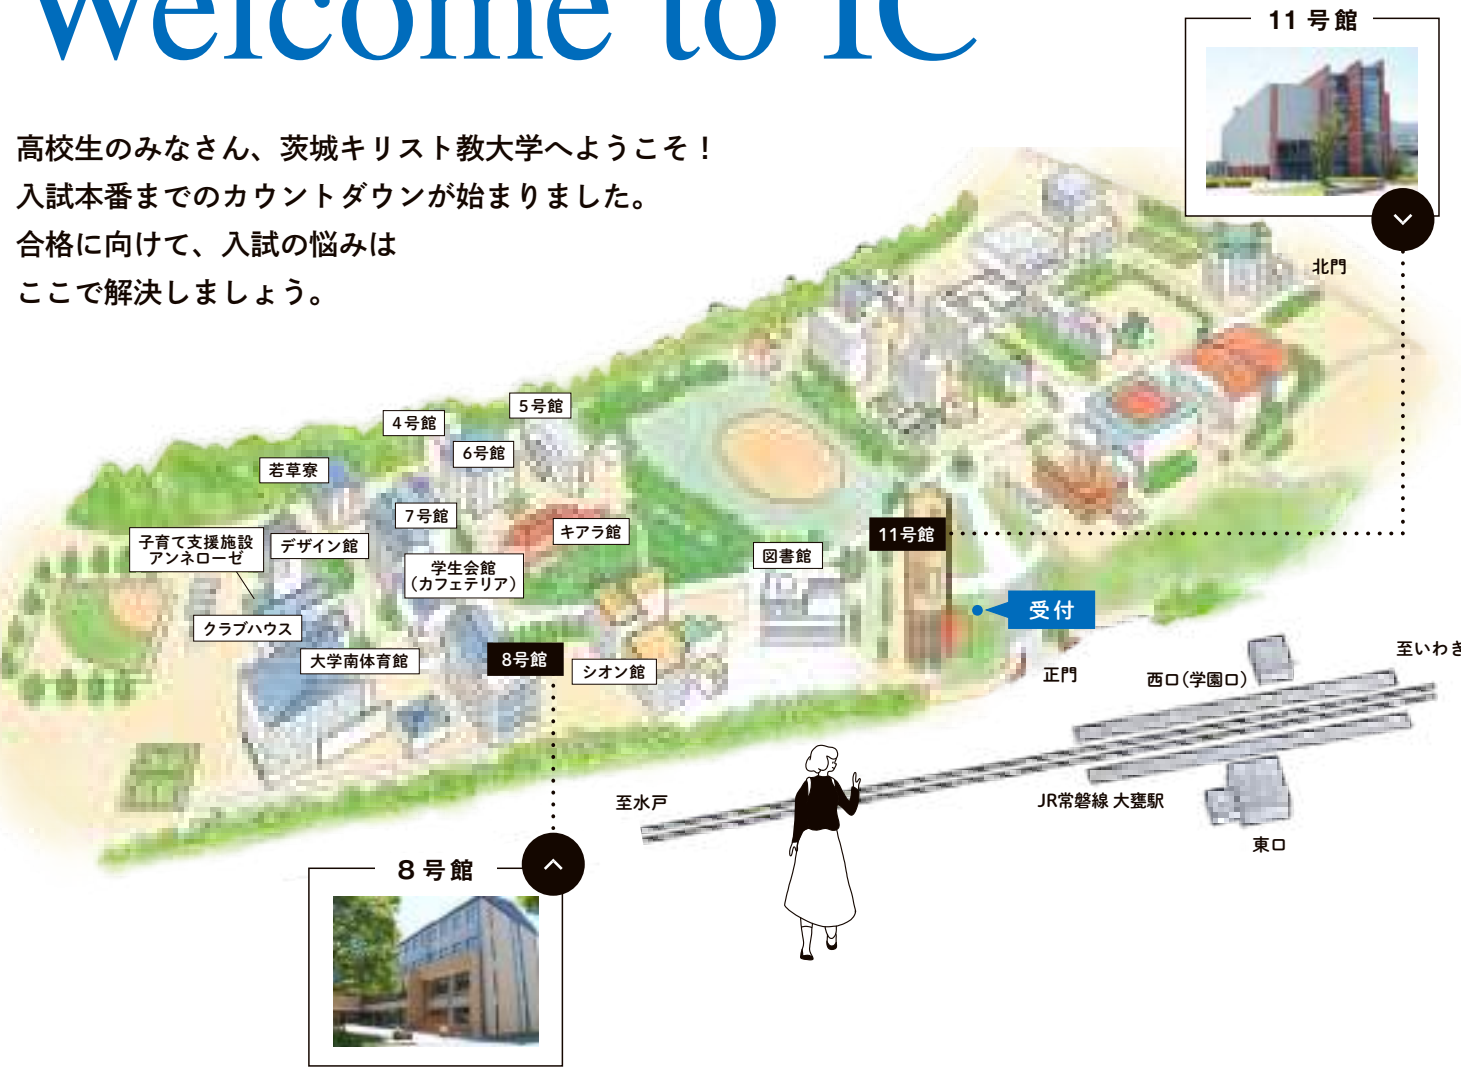 Welcome to IC
高校生のみなさん、茨城キリスト教大学へようこそ！
入試本番までのカウントダウンが始まりました。
合格に向けて、入試の悩みは
ここで解決しましょう。
11号館
北門
5号館
4号館
6号館
若草寮
7号館
キアラ館
子育て支援施設
アンネローゼ
デザイン館
学生会館
（カフェテリア）
図書館
11号館
受付
クラブハウス
大学南体育館
8号館
シオン館
正門
西口（学園口）
至いわき
至水戸
JR常磐線 大甕駅
東口
8号館